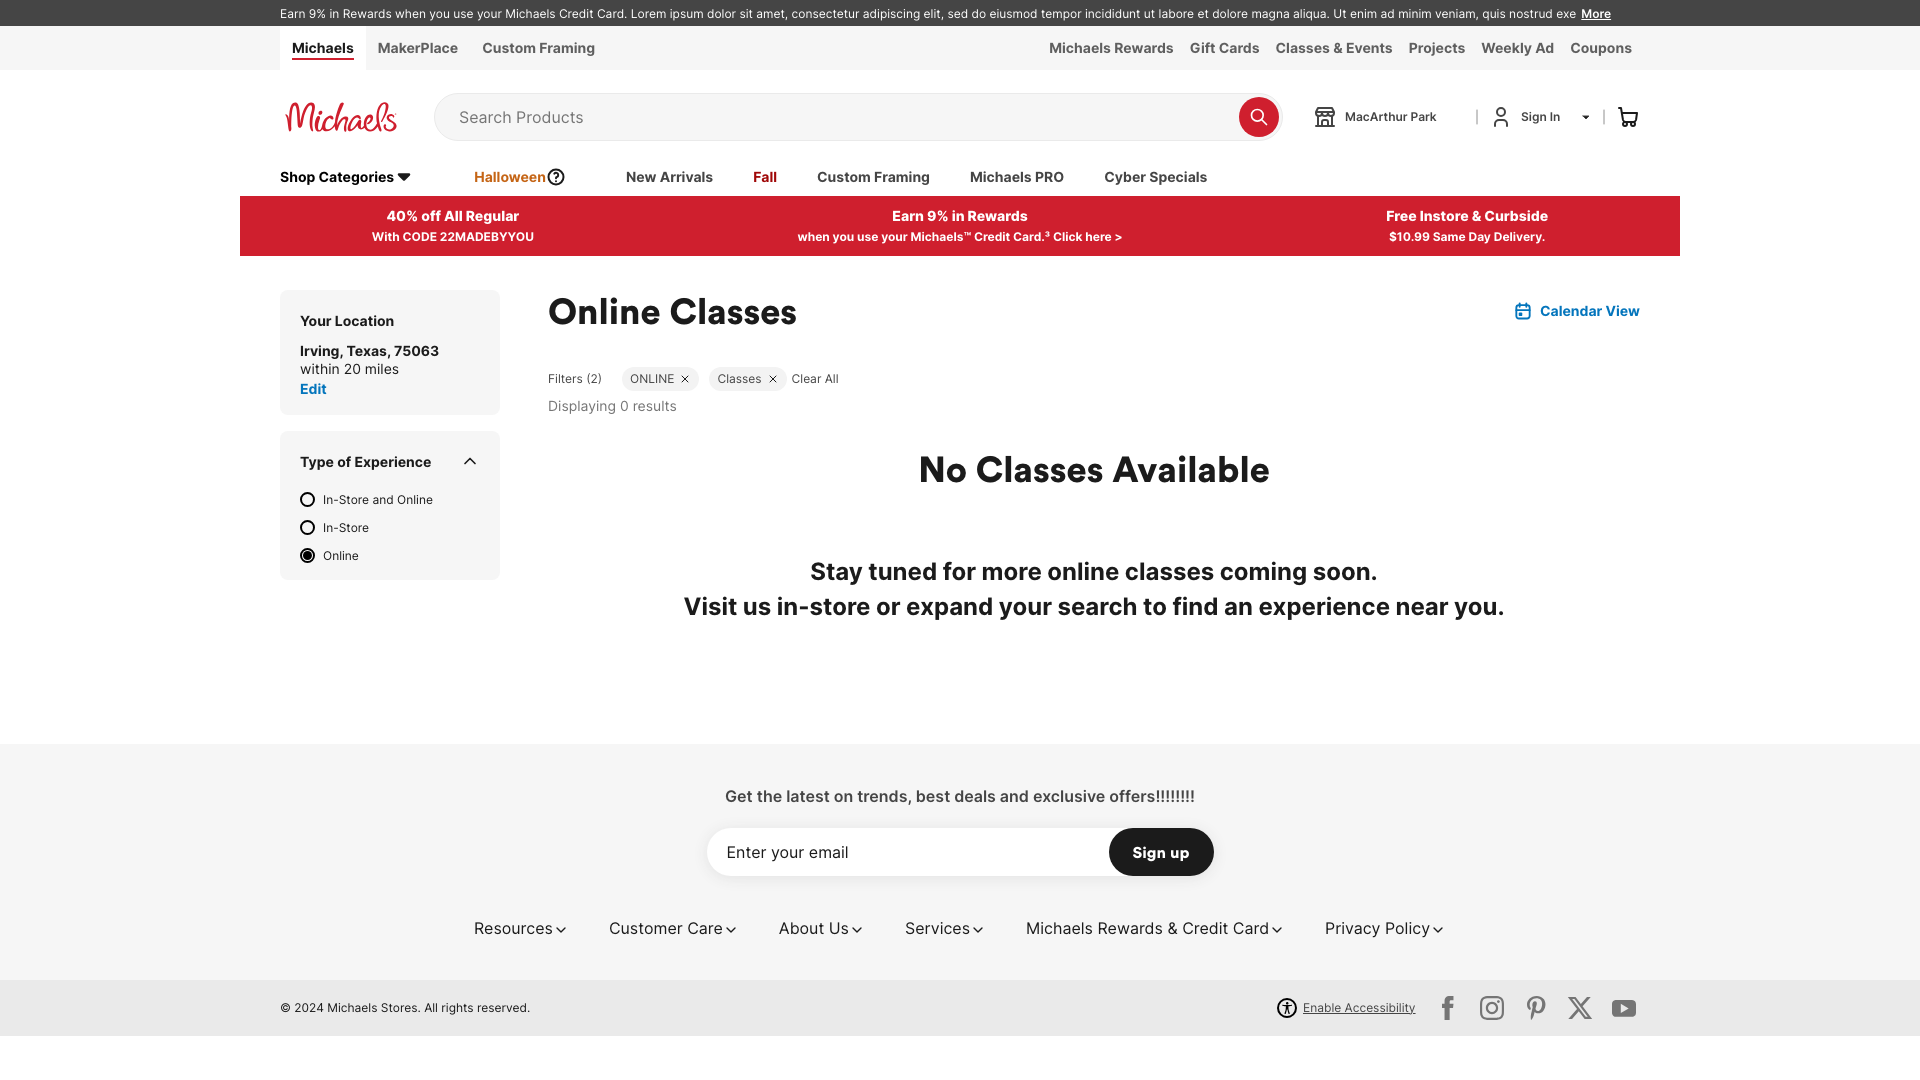 Earn 9% in Rewards when you use your Michaels Credit Card. Lorem ipsum dolor sit amet, consectetur adipiscing elit, sed do eiusmod tempor incididunt ut labore et dolore magna aliqua. Ut enim ad minim veniam, quis nostrud exe More
Michaels MakerPlace Custom Framing Michaels Rewards Gift Cards Classes & Events Projects Weekly Ad Coupons
Michaels Search Products MacArthur Park | Sign In |
Shop Categories Halloween New Arrivals Fall Custom Framing Michaels PRO Cyber Specials
40% off All Regular
With CODE 22MADEBYYOU
Earn 9% in Rewards
when you use your Michaels™ Credit Card.³ Click here >
Free Instore & Curbside
$10.99 Same Day Delivery.
Your Location
Irving, Texas, 75063
within 20 miles
Edit
Type of Experience
In-Store and Online
In-Store
Online
Online Classes
Calendar View
Filters (2) ONLINE Classes Clear All
Displaying 0 results
No Classes Available
Stay tuned for more online classes coming soon.
Visit us in-store or expand your search to find an experience near you.
Get the latest on trends, best deals and exclusive offers!!!!!!!!
Enter your email Sign up
Resources Customer Care About Us Services Michaels Rewards & Credit Card Privacy Policy
© 2024 Michaels Stores. All rights reserved. Enable Accessibility